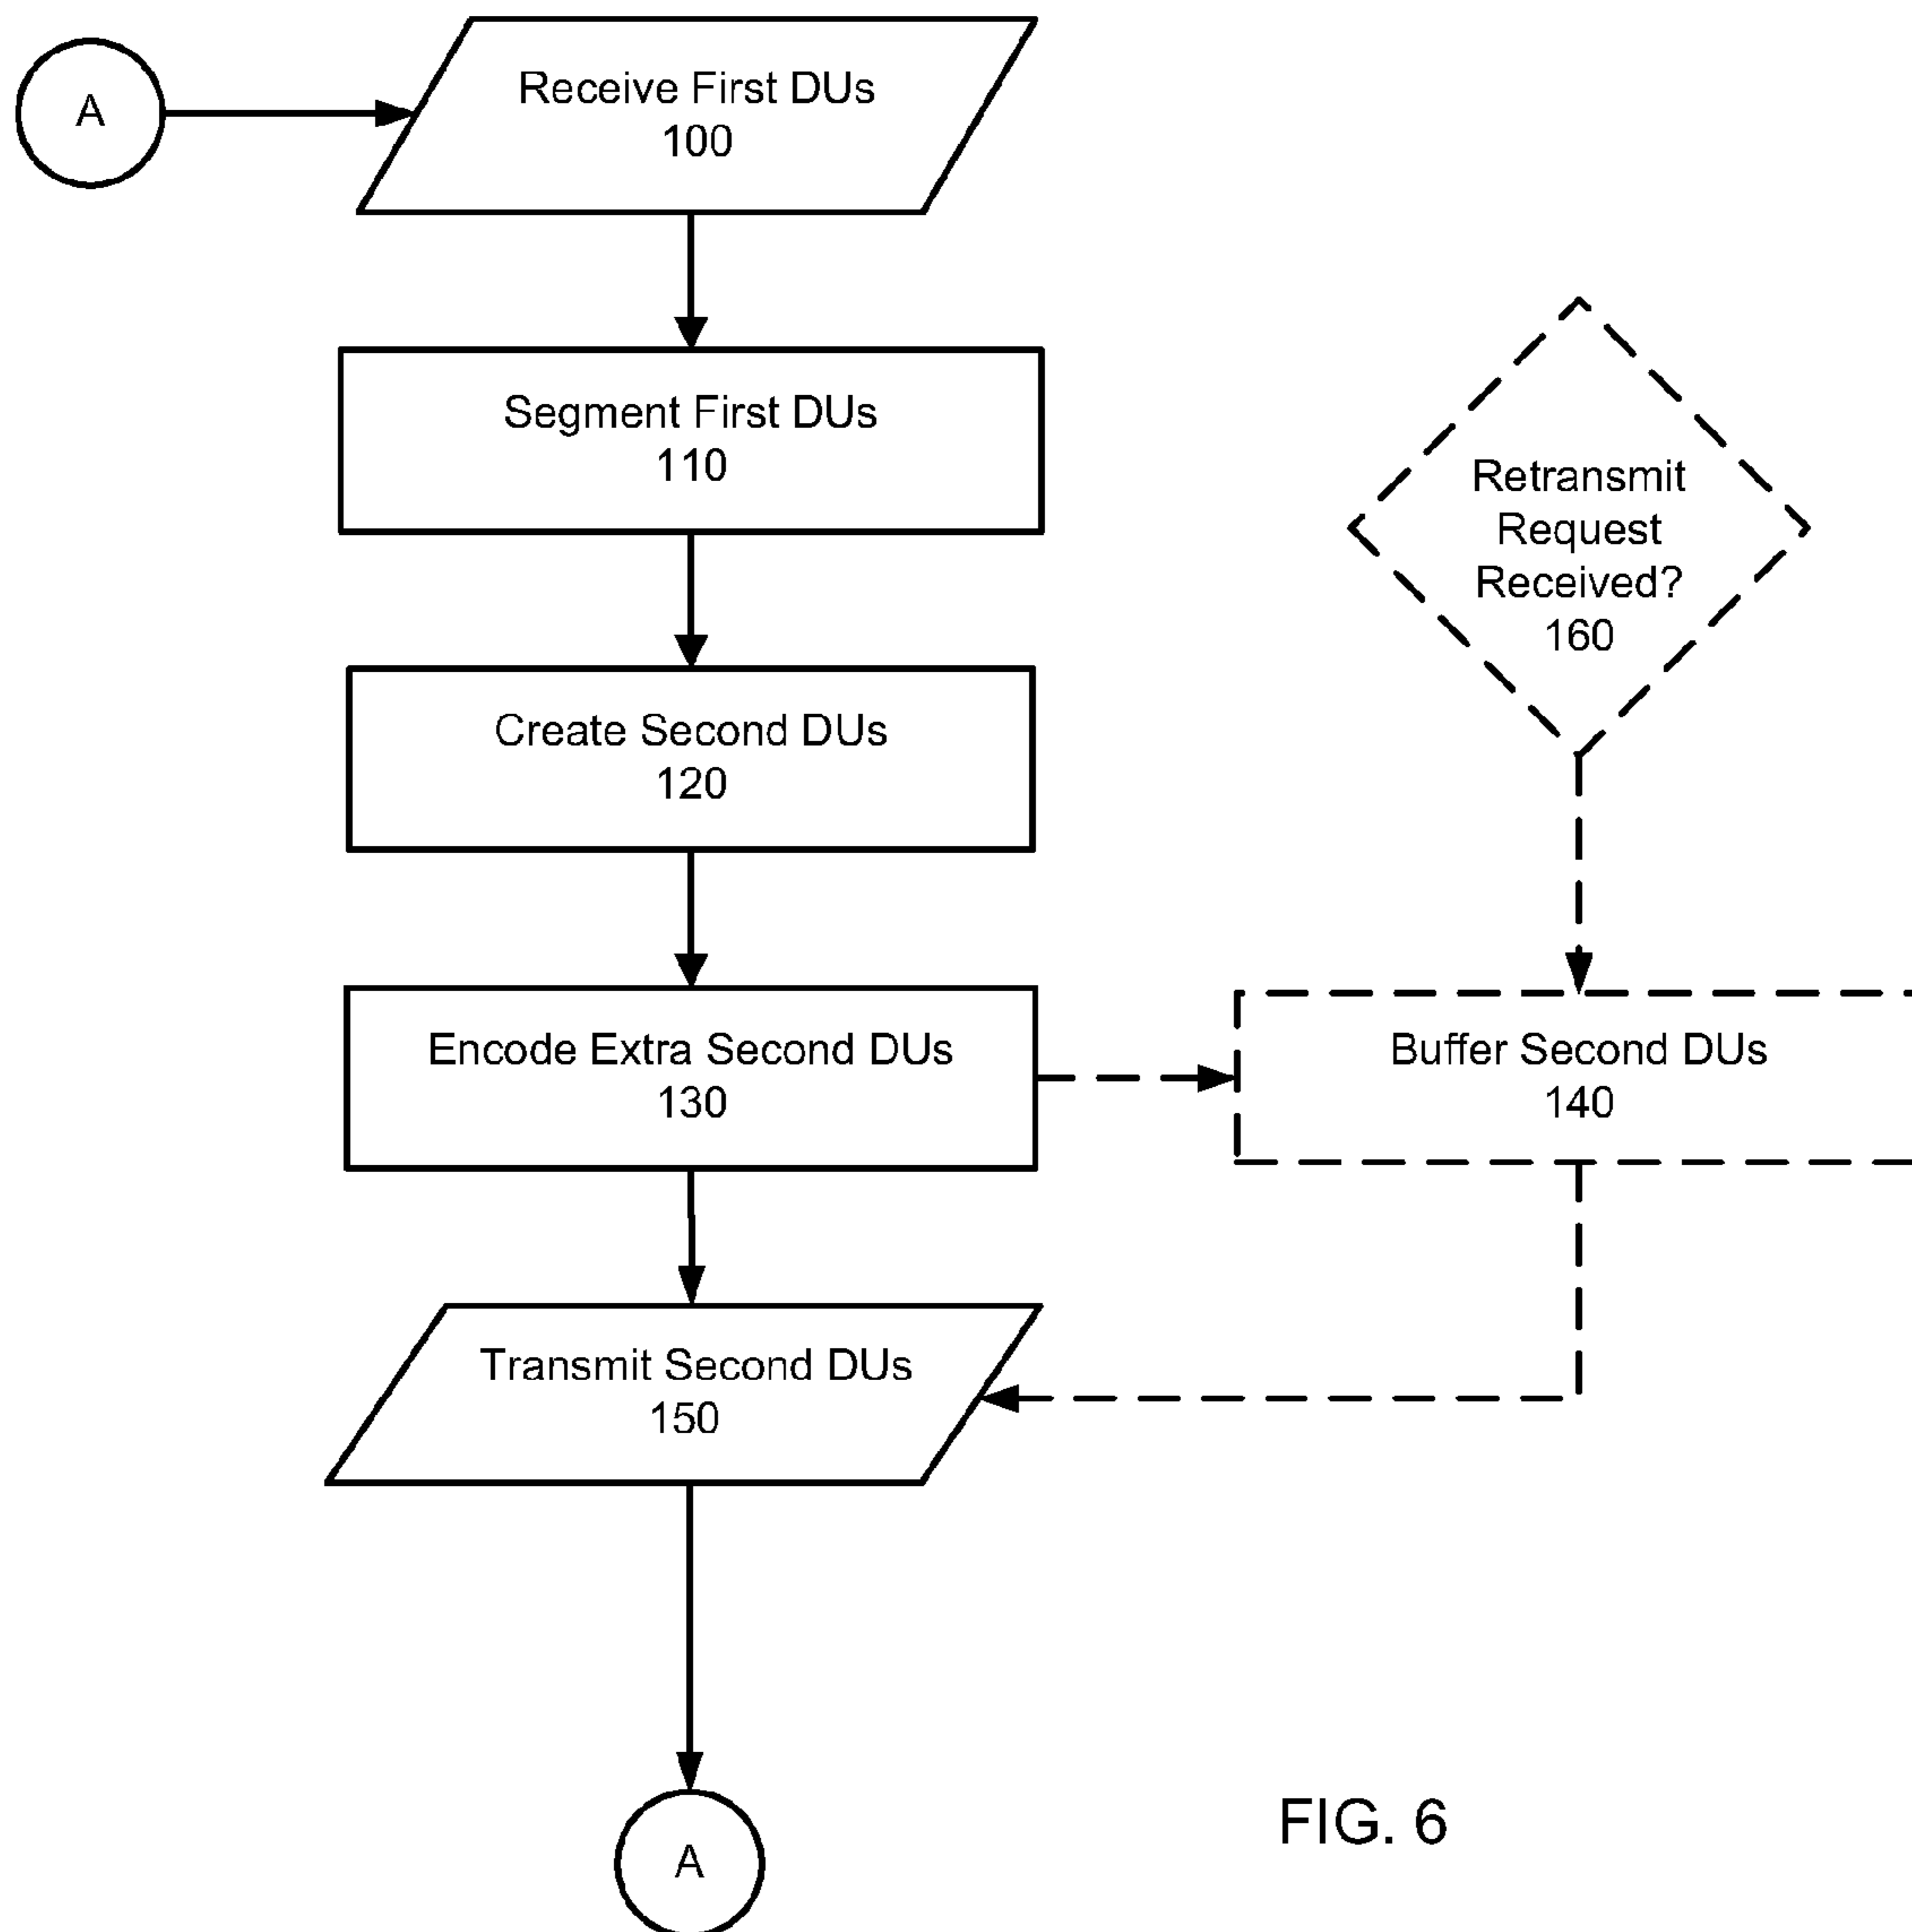 A
Receive First DUs
100
Segment First DUs
110
Retransmit
Request
Received?
160
Create Second DUs
120
Encode Extra Second DUs
130
Buffer Second DUs
140
Transmit Second DUs
150
A
FIG. 6